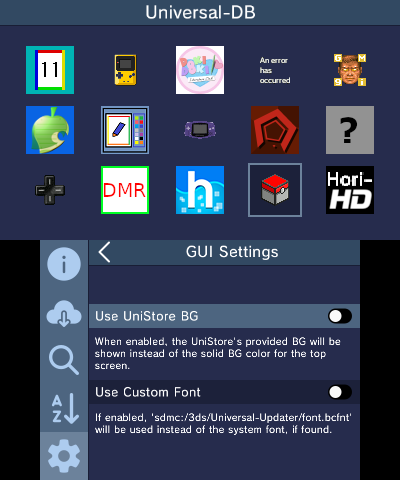 Universal-DB
11
An error
has
occurred
?
DMR
h
Hori-
HD
GUI Settings
Use UniStore BG
When enabled, the UniStore's provided BG will be
shown instead of the solid BG color for the top
screen.
Use Custom Font
If enabled, 'sdmc:/3ds/Universal-Updater/font.bcfnt'
will be used instead of the system font, if found.
A
Z